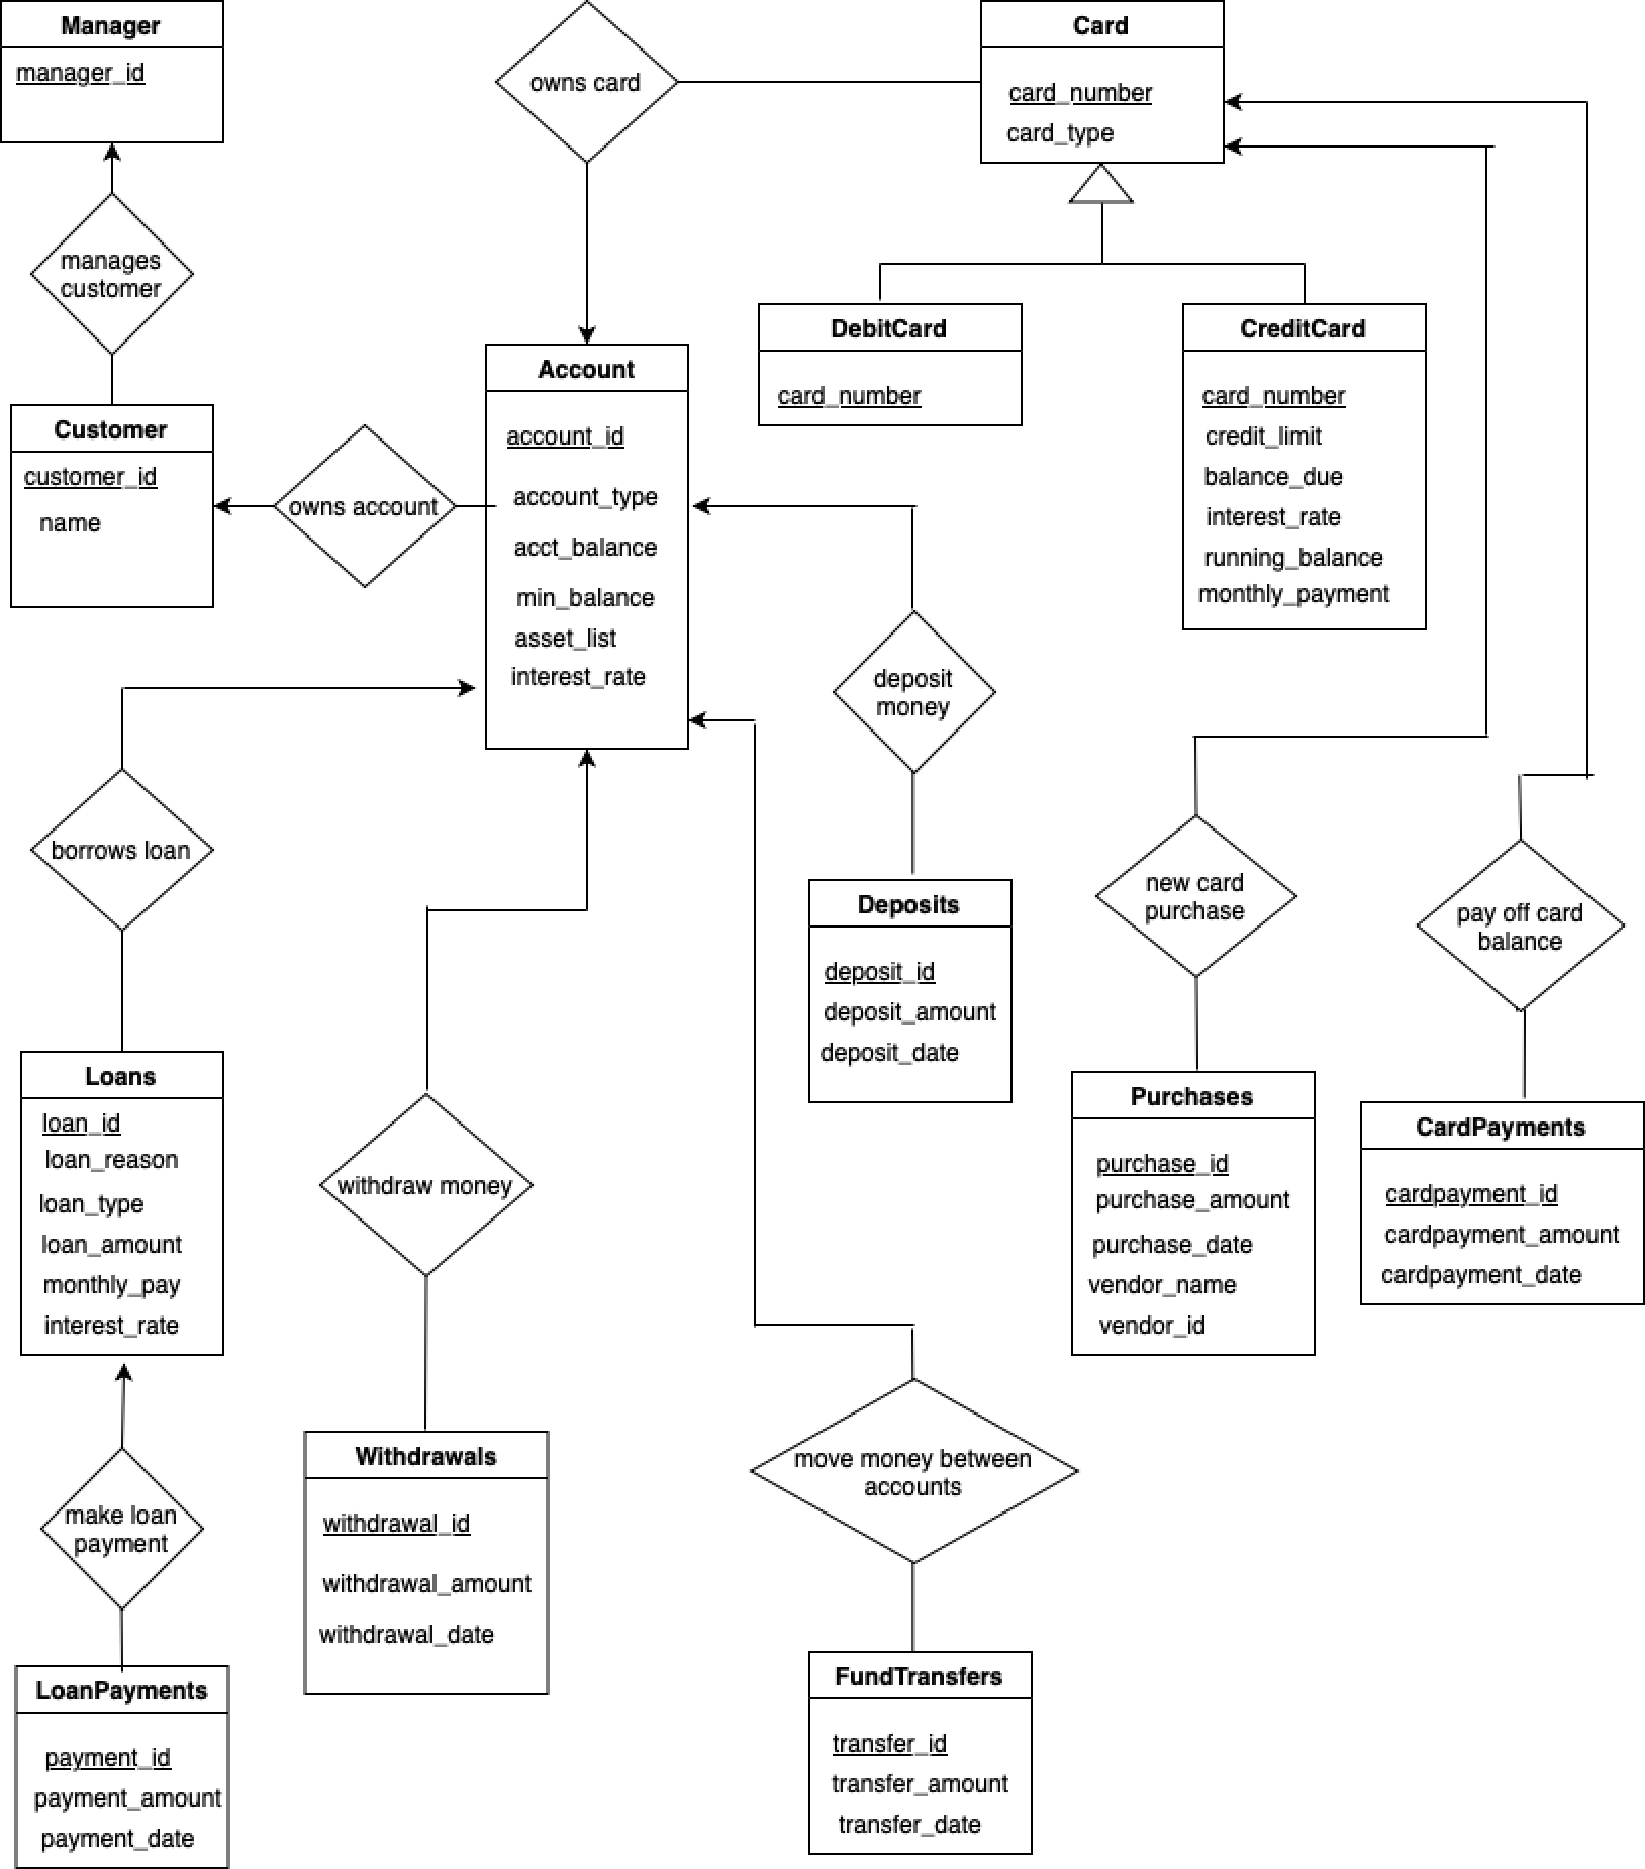 Manager
manager_id
manages
customer
Customer
customer_id
name
owns account
owns card
Account
account_id
account_type
acct_balance
min_balance
asset_list
interest_rate
Card
card_number
card_type
DebitCard
card_number
CreditCard
card_number
credit_limit
balance_due
interest_rate
running_balance
monthly_payment
deposit
money
Deposits
deposit_id
deposit_amount
deposit_date
borrows loan
Loans
loan_id
loan_reason
loan_type
loan_amount
monthly_pay
interest_rate
make loan
payment
LoanPayments
payment_id
payment_amount
payment_date
withdraw money
Withdrawals
withdrawal_id
withdrawal_amount
withdrawal_date
move money between
accounts
FundTransfers
transfer_id
transfer_amount
transfer_date
new card
purchase
Purchases
purchase_id
purchase_amount
purchase_date
vendor_name
vendor_id
pay off card
balance
CardPayments
cardpayment_id
cardpayment_amount
cardpayment_date